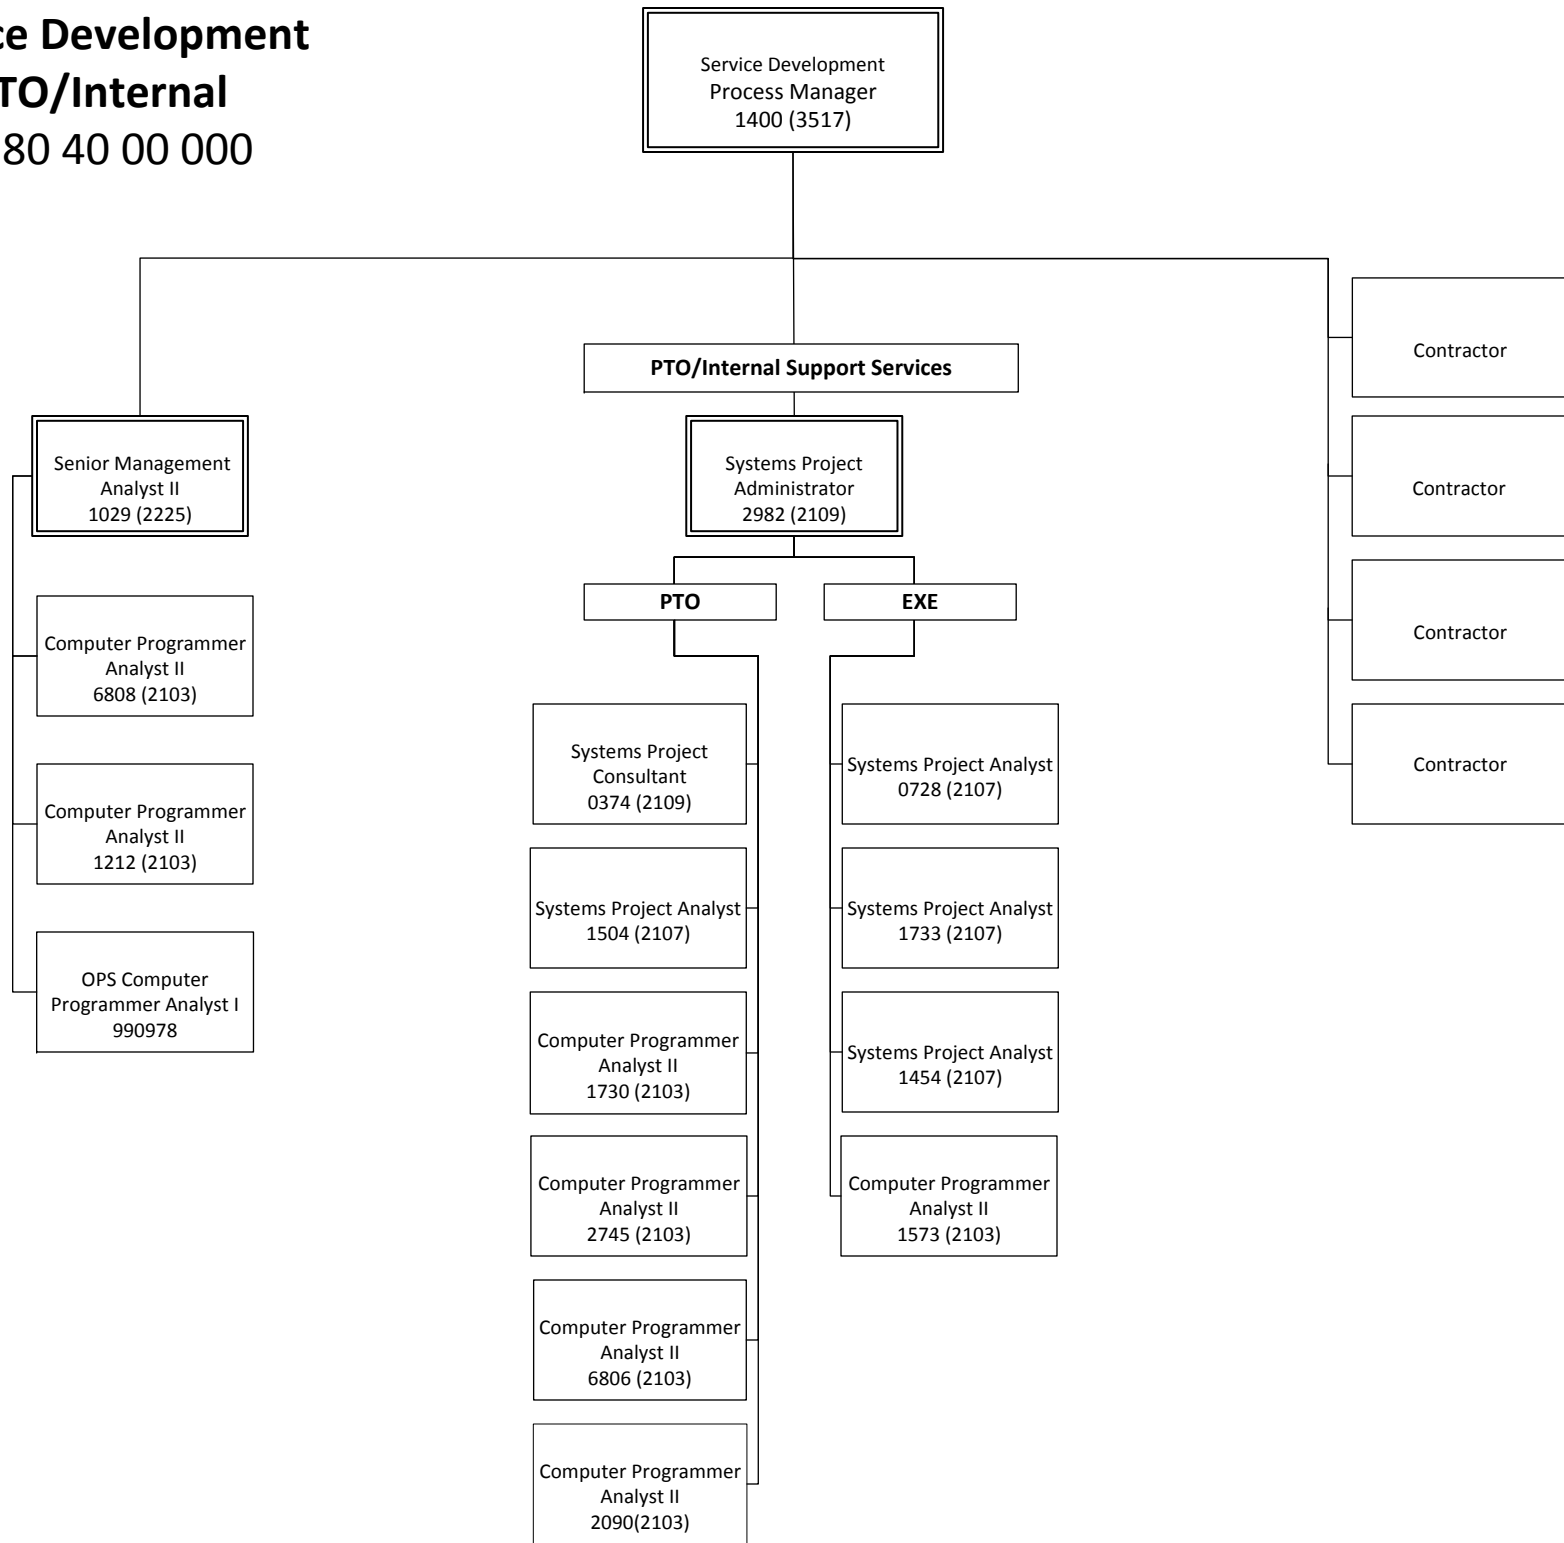 Development
80 40 00 000
Service Development
Process Manager
1400 (3517)
PTO/Internal Support Services
Senior Management
Analyst II
1029 (2225)
Computer Programmer
Analyst II
6808 (2103)
Computer Programmer
Analyst II
1212 (2103)
OPS Computer
Programmer Analyst I
990978
Systems Project
Administrator
2982 (2109)
PTO
EXE
Systems Project
Consultant
0374 (2109)
Systems Project Analyst
1504 (2107)
Computer Programmer
Analyst II
1730 (2103)
Computer Programmer
Analyst II
2745 (2103)
Computer Programmer
Analyst II
6806 (2103)
Computer Programmer
Analyst II
2090(2103)
Systems Project Analyst
0728 (2107)
Systems Project Analyst
1733 (2107)
Systems Project Analyst
1454 (2107)
Computer Programmer
Analyst II
1573 (2103)
Contractor
Contractor
Contractor
Contractor